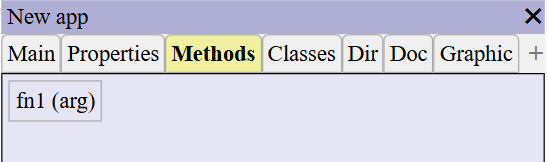 New app
Main Properties Methods Classes Dir Doc Graphic +
fn1 (arg)